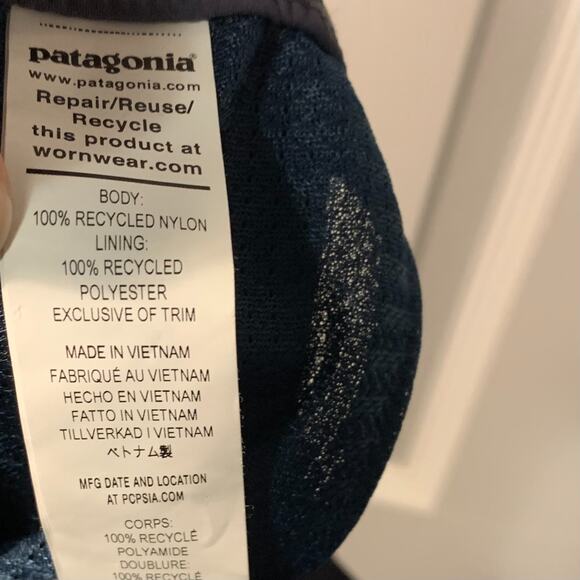 patagonia®
www.patagonia.com
Repair/Reuse/
Recycle
this product at
wornwear.com
BODY:
100% RECYCLED NYLON
LINING:
100% RECYCLED
POLYESTER
EXCLUSIVE OF TRIM
MADE IN VIETNAM
FABRIQUÉ AU VIETNAM
HECHO EN VIETNAM
FATTO IN VIETNAM
TILLVERKAD I VIETNAM
ベトナム製
MFG DATE AND LOCATION
AT PCPSIA.COM
CORPS:
100% RECYCLÉ
POLYAMIDE
DOUBLURE:
100% RECYCLÉ